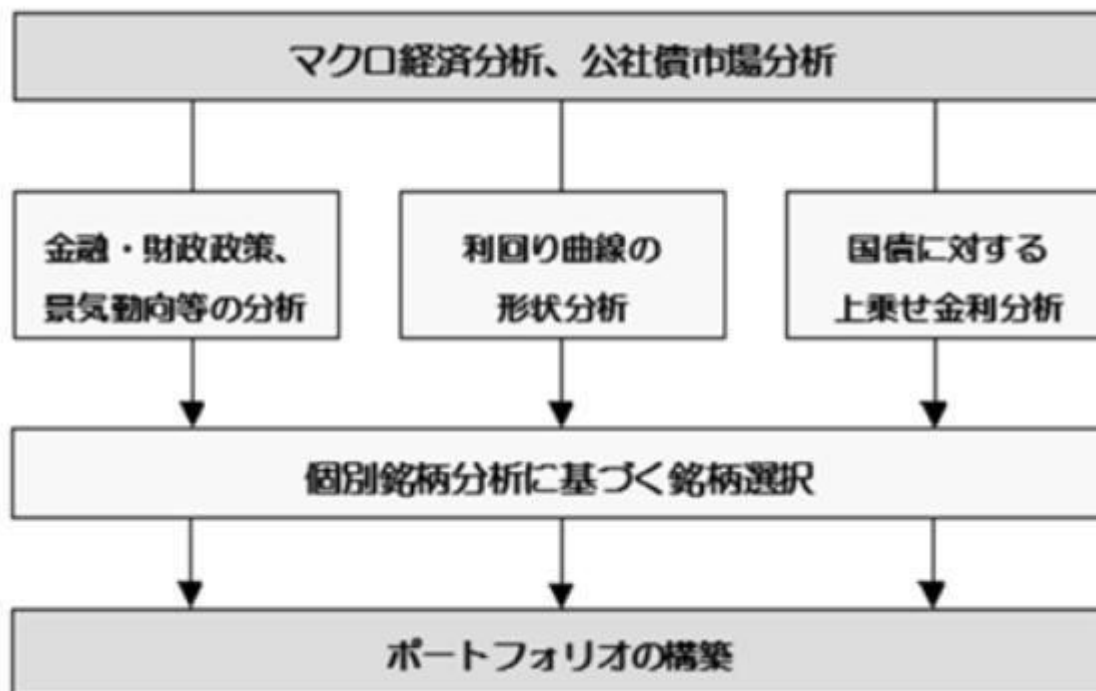 マクロ経済分析、公社債市場分析
金融・財政政策、
景気動向等の分析
利回り曲線の
形状分析
国債に対する
上乗せ金利分析
個別銘柄分析に基づく銘柄選択
ポートフォリオの構築